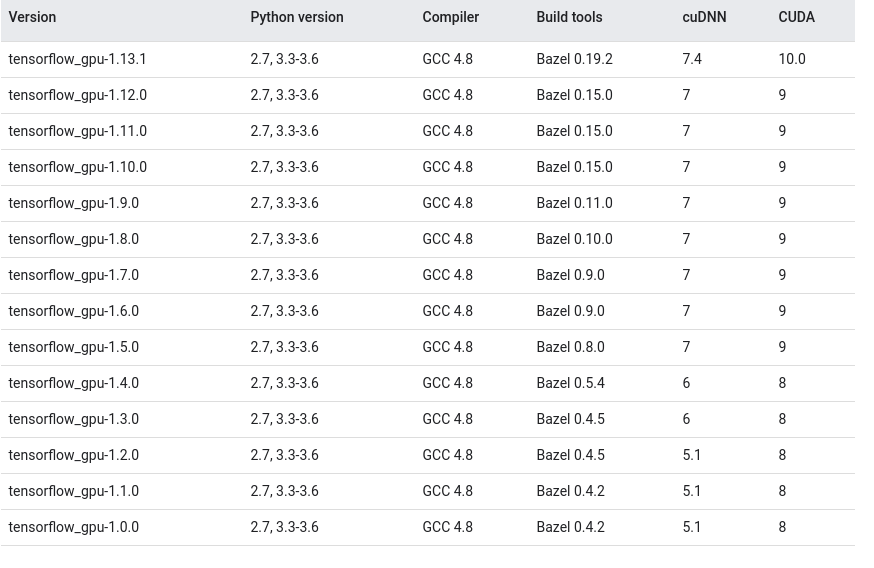 Version Python version Compiler Build tools cuDNN CUDA
tensorflow_gpu-1.13.1 2.7, 3.3-3.6 GCC 4.8 Bazel 0.19.2 7.4 10.0
tensorflow_gpu-1.12.0 2.7, 3.3-3.6 GCC 4.8 Bazel 0.15.0 7 9
tensorflow_gpu-1.11.0 2.7, 3.3-3.6 GCC 4.8 Bazel 0.15.0 7 9
tensorflow_gpu-1.10.0 2.7, 3.3-3.6 GCC 4.8 Bazel 0.15.0 7 9
tensorflow_gpu-1.9.0 2.7, 3.3-3.6 GCC 4.8 Bazel 0.11.0 7 9
tensorflow_gpu-1.8.0 2.7, 3.3-3.6 GCC 4.8 Bazel 0.10.0 7 9
tensorflow_gpu-1.7.0 2.7, 3.3-3.6 GCC 4.8 Bazel 0.9.0 7 9
tensorflow_gpu-1.6.0 2.7, 3.3-3.6 GCC 4.8 Bazel 0.9.0 7 9
tensorflow_gpu-1.5.0 2.7, 3.3-3.6 GCC 4.8 Bazel 0.8.0 7 9
tensorflow_gpu-1.4.0 2.7, 3.3-3.6 GCC 4.8 Bazel 0.5.4 6 8
tensorflow_gpu-1.3.0 2.7, 3.3-3.6 GCC 4.8 Bazel 0.4.5 6 8
tensorflow_gpu-1.2.0 2.7, 3.3-3.6 GCC 4.8 Bazel 0.4.5 5.1 8
tensorflow_gpu-1.1.0 2.7, 3.3-3.6 GCC 4.8 Bazel 0.4.2 5.1 8
tensorflow_gpu-1.0.0 2.7, 3.3-3.6 GCC 4.8 Bazel 0.4.2 5.1 8